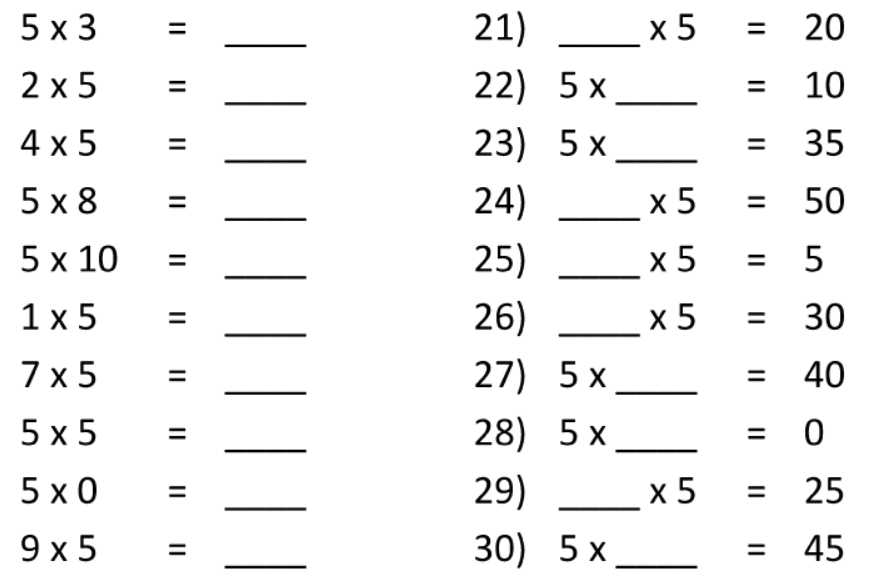 5 x 3 = ____ 21) ____ x 5 = 20
2 x 5 = ____ 22) 5 x ____ = 10
4 x 5 = ____ 23) 5 x ____ = 35
5 x 8 = ____ 24) ____ x 5 = 50
5 x 10 = ____ 25) ____ x 5 = 5
1 x 5 = ____ 26) ____ x 5 = 30
7 x 5 = ____ 27) 5 x ____ = 40
5 x 5 = ____ 28) 5 x ____ = 0
5 x 0 = ____ 29) ____ x 5 = 25
9 x 5 = ____ 30) 5 x ____ = 45